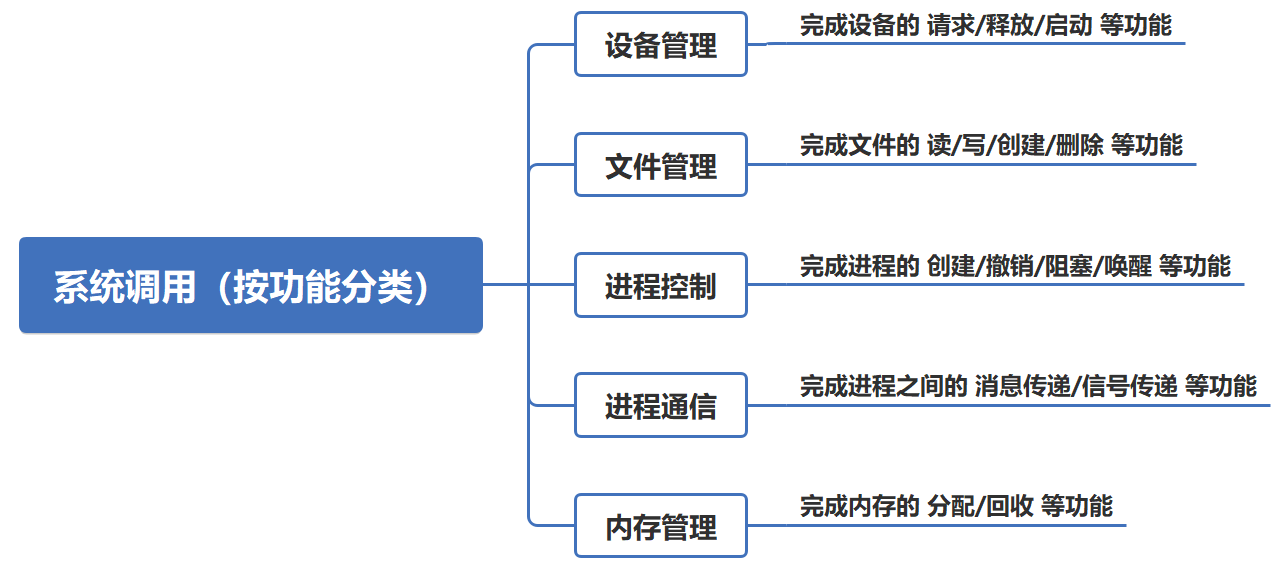 系统调用（按功能分类）
设备管理
完成设备的 请求/释放/启动 等功能
文件管理
完成文件的 读/写/创建/删除 等功能
进程控制
完成进程的 创建/撤销/阻塞/唤醒 等功能
进程通信
完成进程之间的 消息传递/信号传递 等功能
内存管理
完成内存的 分配/回收 等功能